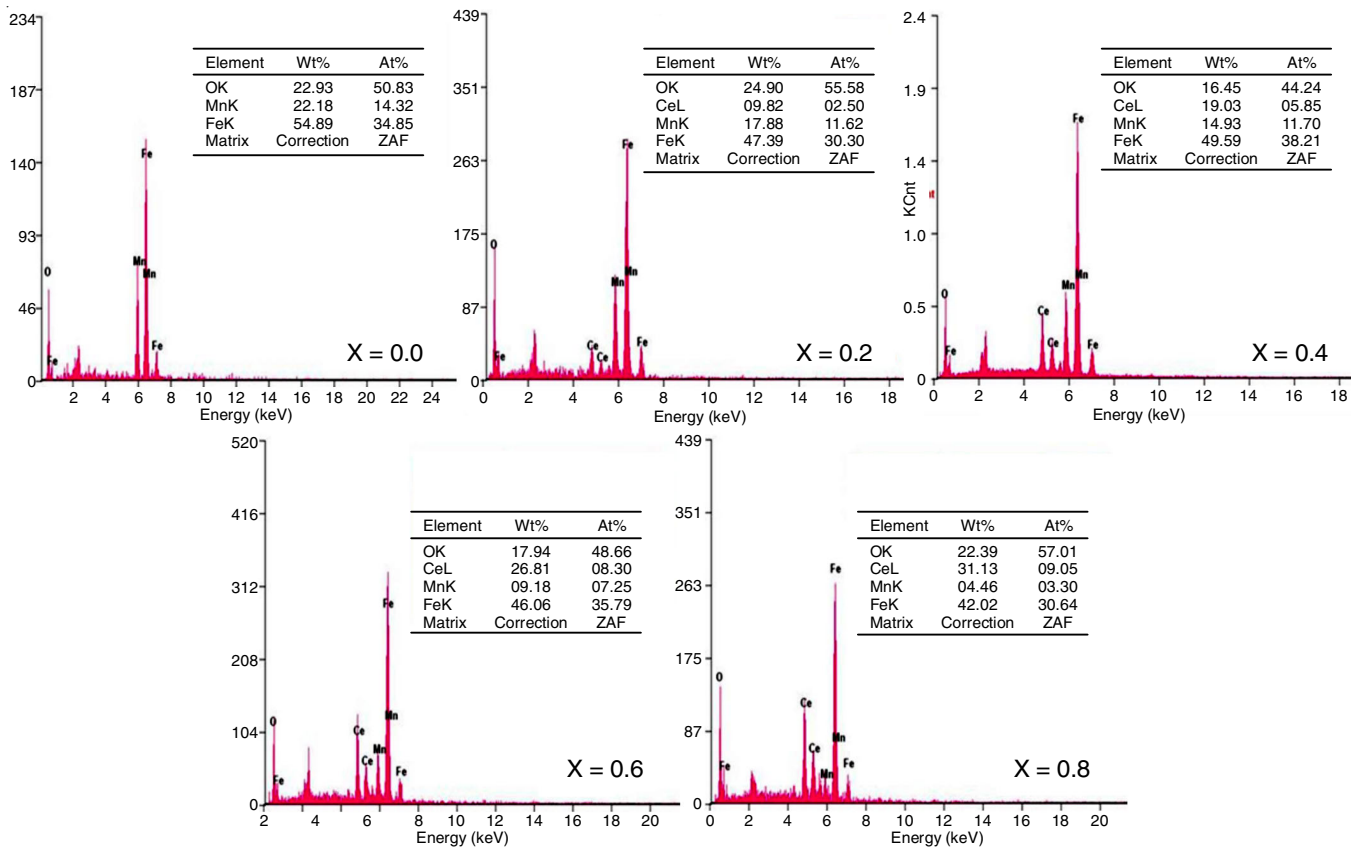 234
187
140
93
46
0
Element Wt% At%
OK 22.93 50.83
MnK 22.18 14.32
FeK 54.89 34.85
Matrix Correction ZAF
O
Fe
Mn
Fe
Mn
Fe
X = 0.0
2 4 6 8 10 12 14 16 18 20 22 24
Energy (keV)
439
351
263
175
87
0
Element Wt% At%
OK 24.90 55.58
CeL 09.82 02.50
MnK 17.88 11.62
FeK 47.39 30.30
Matrix Correction ZAF
O
Fe
Ce
Ce
Mn
Fe
Mn
Fe
X = 0.2
0 2 4 6 8 10 12 14 16 18
Energy (keV)
2.4
1.9
1.4
1.0
0.5
0
KCnt
Element Wt% At%
OK 16.45 44.24
CeL 19.03 05.85
MnK 14.93 11.70
FeK 49.59 38.21
Matrix Correction ZAF
O
Fe
Ce
Ce
Mn
Fe
Mn
Fe
X = 0.4
0 2 4 6 8 10 12 14 16 18
Energy (keV)
520
416
312
208
104
0
Element Wt% At%
OK 17.94 48.66
CeL 26.81 08.30
MnK 09.18 07.25
FeK 46.06 35.79
Matrix Correction ZAF
O
Fe
Ce
Ce
Mn
Fe
Mn
Fe
X = 0.6
2 2 4 6 8 10 12 14 16 18 20
Energy (keV)
439
351
263
175
87
0
Element Wt% At%
OK 22.39 57.01
CeL 31.13 09.05
MnK 04.46 03.30
FeK 42.02 30.64
Matrix Correction ZAF
O
Fe
Ce
Ce
Mn
Fe
Mn
Fe
X = 0.8
0 2 4 6 8 10 12 14 16 18 20
Energy (keV)